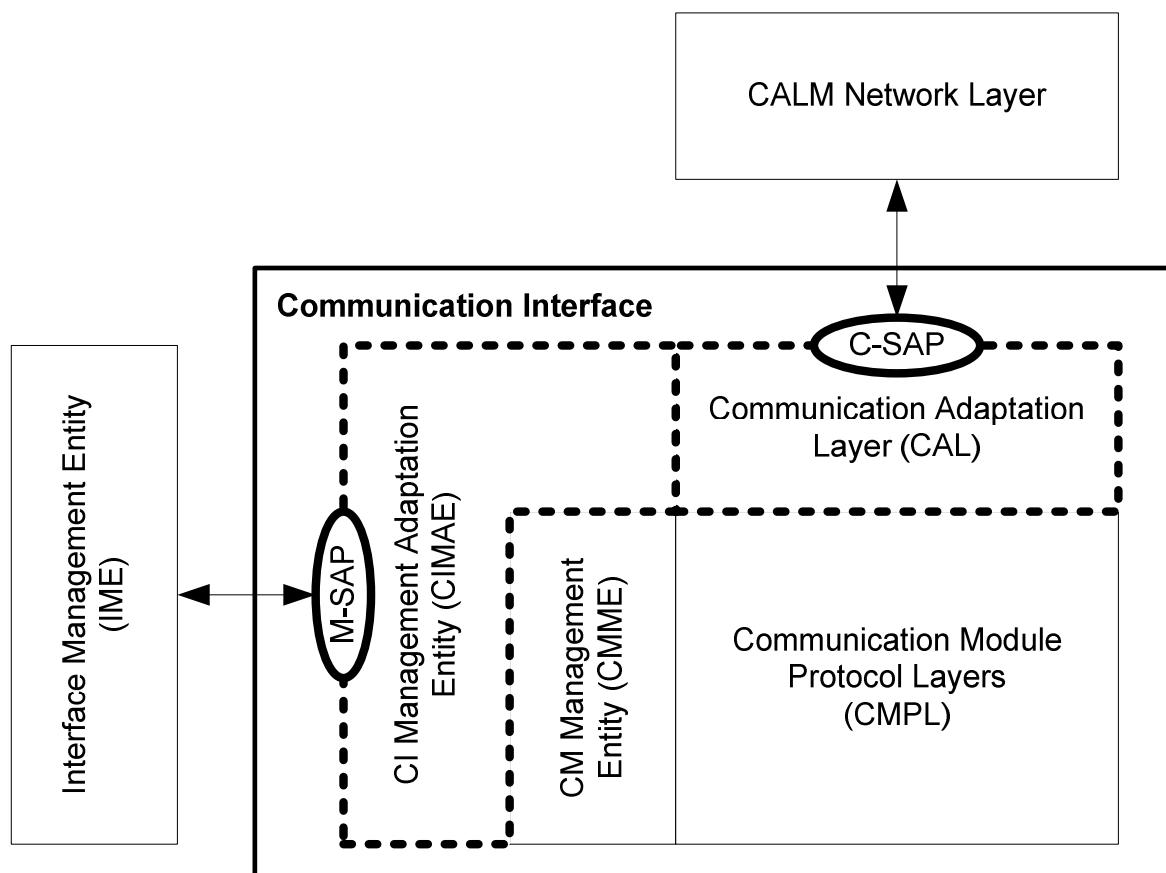 CALM Network Layer
Communication Interface
C-SAP
Communication Adaptation
Layer (CAL)
Interface Management Entity
(IME)
M-SAP
CI Management Adaptation
Entity (CIMAE)
CM Management
Entity (CMME)
Communication Module
Protocol Layers
(CMPL)